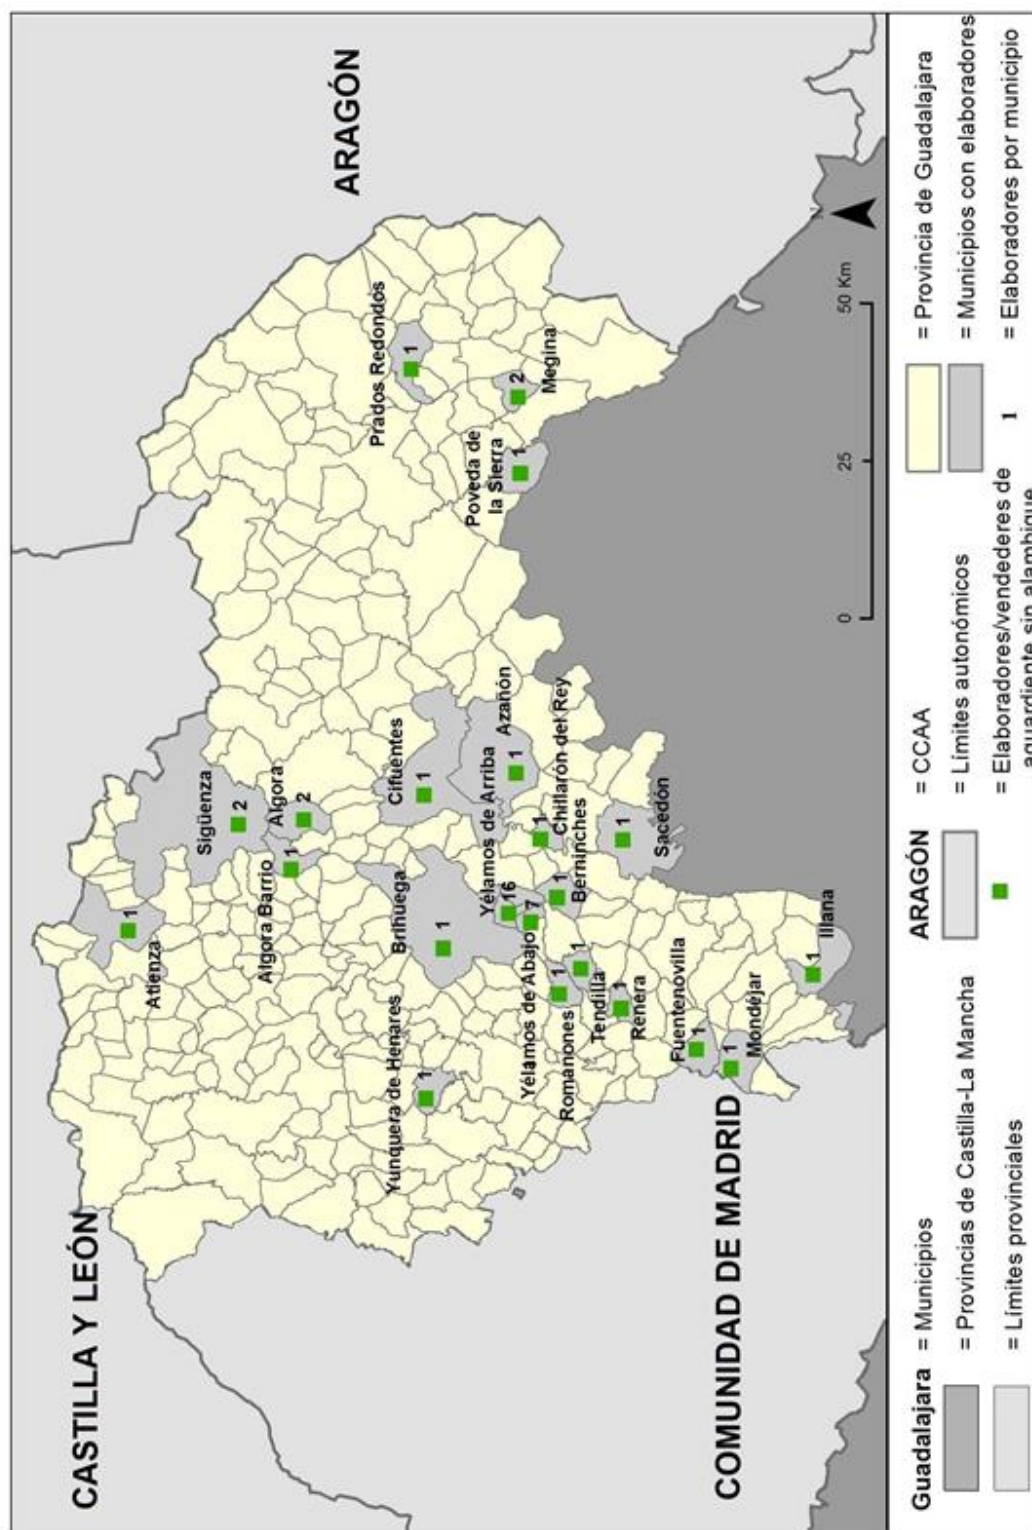 CASTILLA Y LEÓN
ARAGÓN
COMUNIDAD DE MADRID
Atienza
1
Sigüenza
2
Algora
2
Algora Barrio
1
Prados Redondos
1
Megina
2
Poveda de
la Sierra
1
Cifuentes
1
Azañón
1
Brihuega
1
Yunquera de Henares
1
Yélamos de Arriba
16
Yélamos de Abajo
7
Chillarón del Rey
1
Berninches
1
Romanones
1
Tendilla
1
Renera
1
Sacedón
1
Fuentenovilla
1
Mondéjar
1
Illana
1
0
25
50 Km
N
Guadalajara = Municipios
= Provincias de Castilla-La Mancha
= Límites provinciales
ARAGÓN = CCAA
= Límites autonómicos
= Elaboradores/vendederes de
aguardiente sin alambique
= Provincia de Guadalajara
= Municipios con elaboradores
1 = Elaboradores por municipio